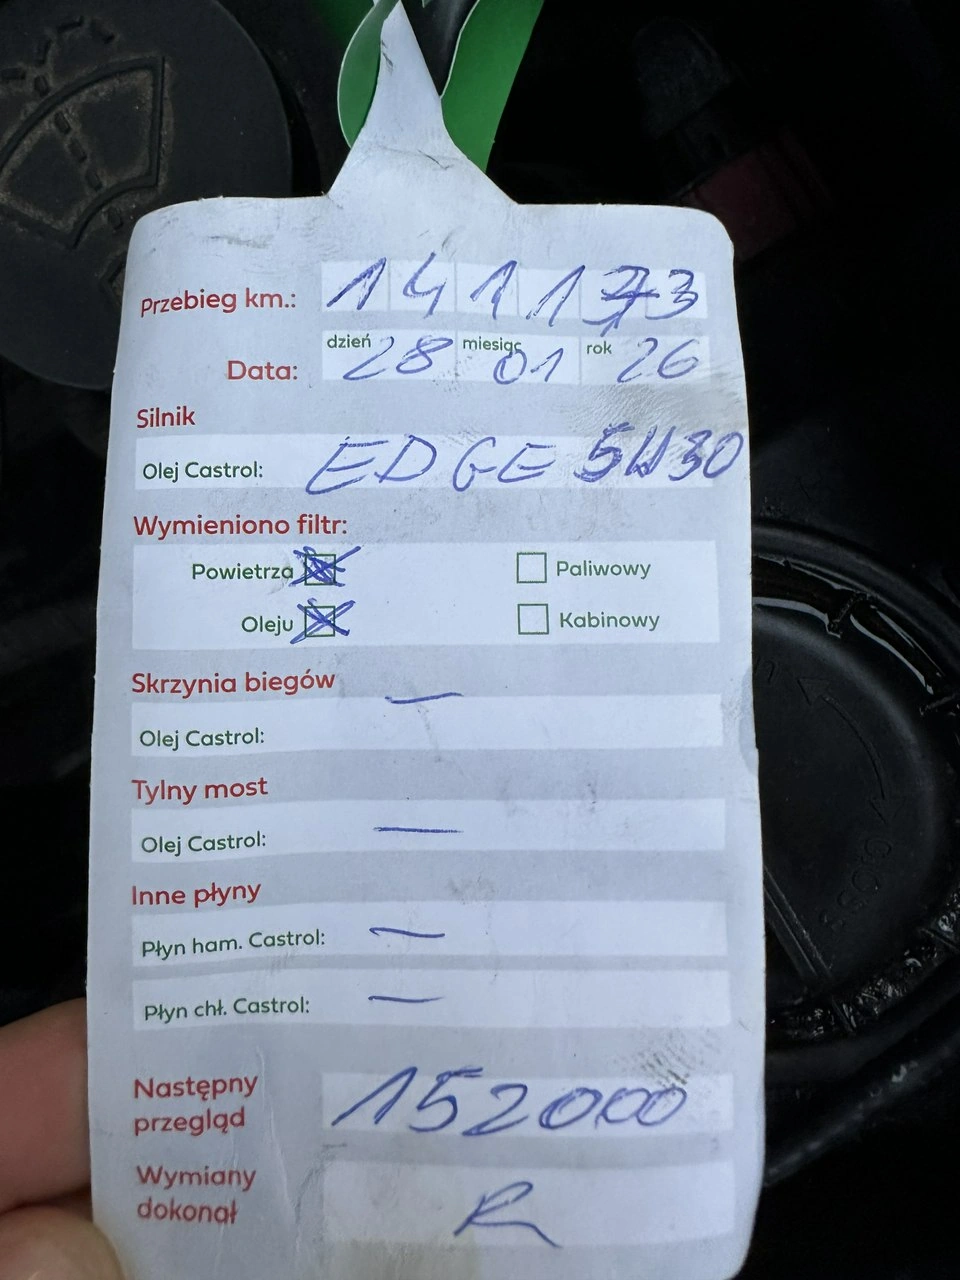 Przebieg km.: 141173
dzień 28 miesiąc 01 rok 26
Data:
Silnik
Olej Castrol: EDGE 5W30
Wymieniono filtr:
Powietrza Paliwowy
Oleju Kabinowy
Skrzynia biegów
Olej Castrol: —
Tylny most
Olej Castrol: —
Inne płyny
Płyn ham. Castrol: —
Płyn chł. Castrol: —
Następny
przegląd 152000
Wymiany
dokonał R